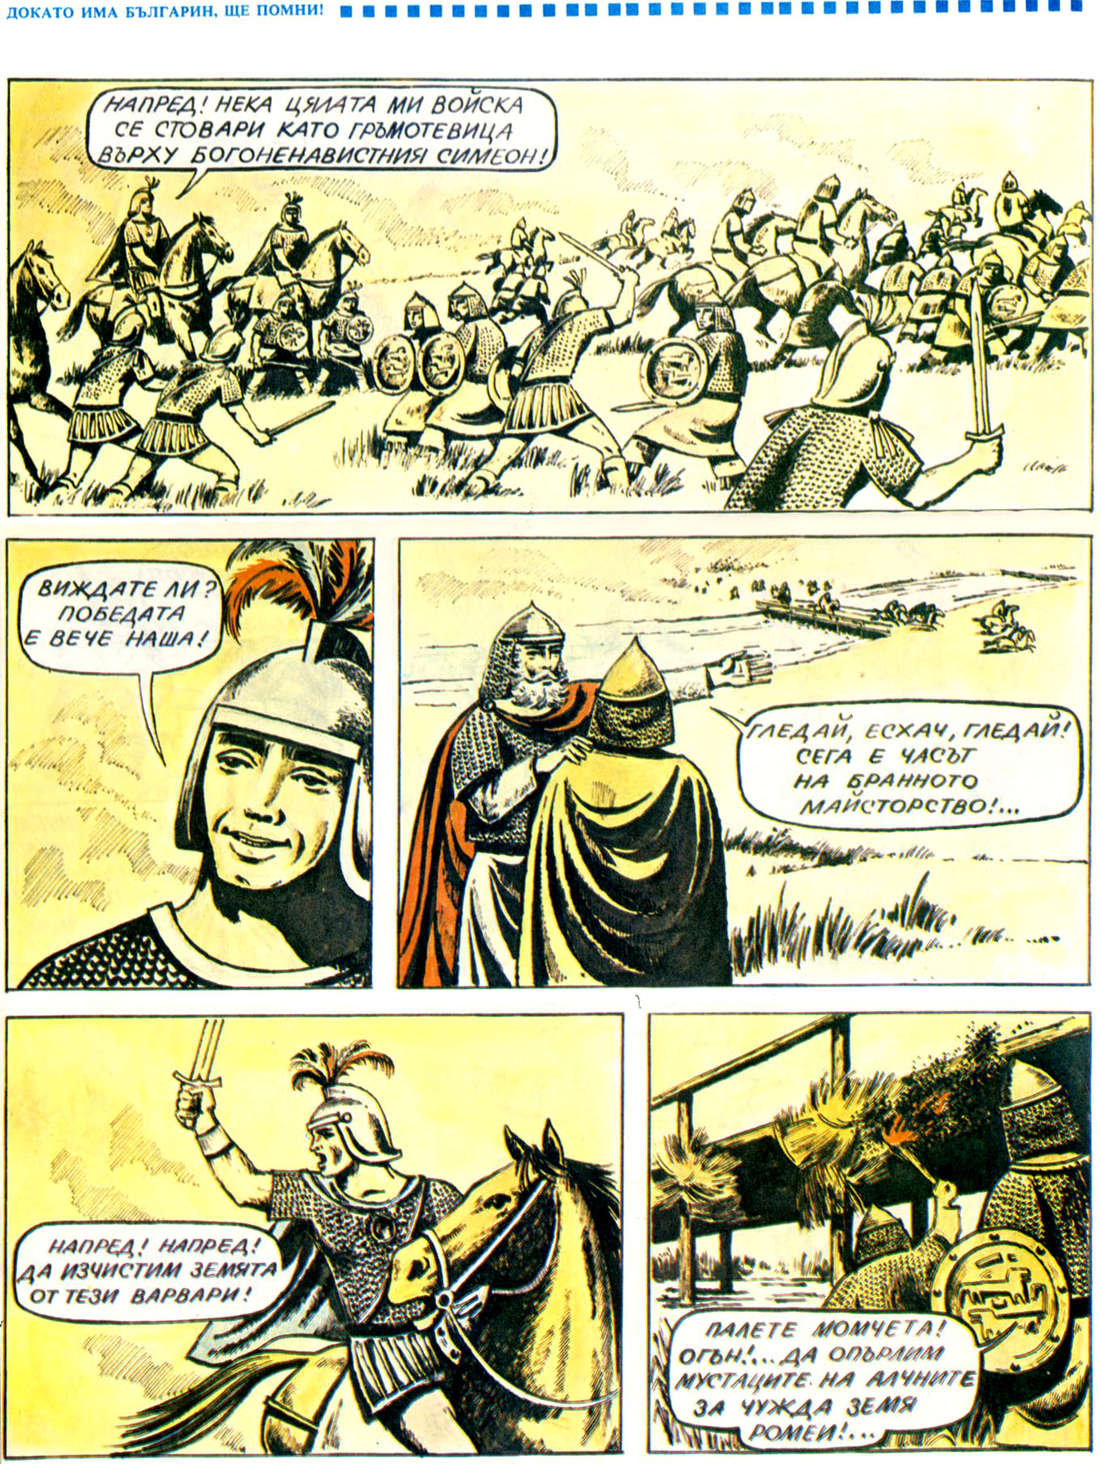 ДОКАТО ИМА БЪЛГАРИН, ЩЕ ПОМНИ!
НАПРЕД! НЕКА ЦЯЛАТА МИ ВОЙСКА
СЕ СТОВАРИ КАТО ГРЪМОТЕВИЦА
ВЪРХУ БОГОНЕНАВИСТНИЯ СИМЕОН!
ВИЖДАТЕ ЛИ?
ПОБЕДАТА
Е ВЕЧЕ НАША!
ГЛЕДАЙ, ЕСХАЧ, ГЛЕДАЙ!
СЕГА Е ЧАСЪТ
НА БРАННОТО
МАЙСТОРСТВО!...
НАПРЕД! НАПРЕД!
ДА ИЗЧИСТИМ ЗЕМЯТА
ОТ ТЕЗИ ВАРВАРИ!
ПАЛЕТЕ МОМЧЕТА!
ОГЪН!... ДА ОПЪРЛИМ
МУСТАЦИТЕ НА АЛЧНИТЕ
ЗА ЧУЖДА ЗЕМЯ
РОМЕИ!...